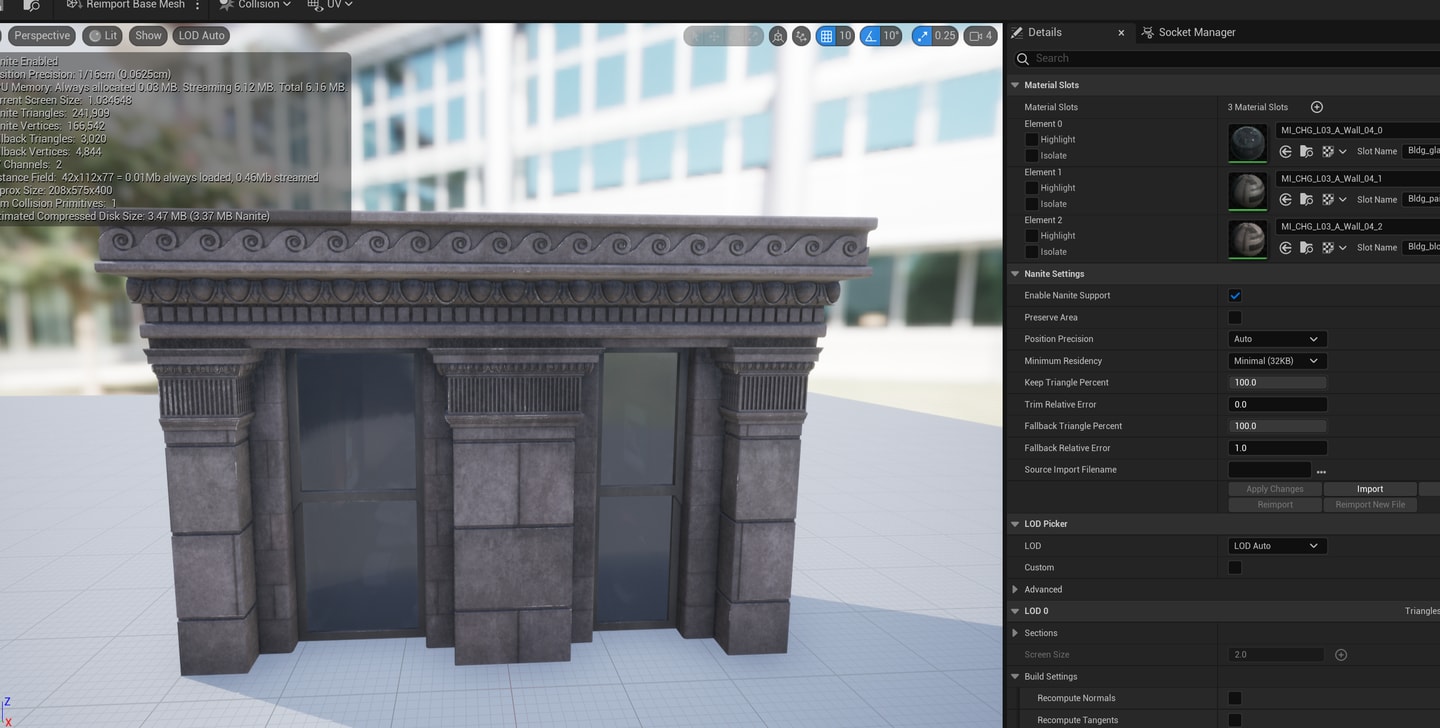 Reimport Base Mesh
Collision
UV
Perspective
Lit
Show
LOD Auto
10
10°
0.25
4
nite Enabled
sition Precision: 1/16cm (0.0625cm)
U Memory: Always allocated 0.03 MB. Streaming 6.12 MB. Total 6.16 MB.
rrent Screen Size: 1.034648
nite Triangles: 241,909
nite Vertices: 166,542
llback Triangles: 3,020
llback Vertices: 4,844
Channels: 2
stance Field: 42x112x77 = 0.01Mb always loaded, 0.46Mb streamed
prox Size: 208x575x400
m Collision Primitives: 1
timated Compressed Disk Size: 3.47 MB (3.37 MB Nanite)
Z
X
Details
Socket Manager
Search
Material Slots
Material Slots 3 Material Slots
Element 0
Highlight
Isolate
MI_CHG_L03_A_Wall_04_0
Slot Name Bldg_gla
Element 1
Highlight
Isolate
MI_CHG_L03_A_Wall_04_1
Slot Name Bldg_pa
Element 2
Highlight
Isolate
MI_CHG_L03_A_Wall_04_2
Slot Name Bldg_blo
Nanite Settings
Enable Nanite Support
Preserve Area
Position Precision Auto
Minimum Residency Minimal (32KB)
Keep Triangle Percent 100.0
Trim Relative Error 0.0
Fallback Triangle Percent 100.0
Fallback Relative Error 1.0
Source Import Filename
Apply Changes Import
Reimport Reimport New File
LOD Picker
LOD LOD Auto
Custom
Advanced
LOD 0 Triangles
Sections
Screen Size 2.0
Build Settings
Recompute Normals
Recompute Tangents